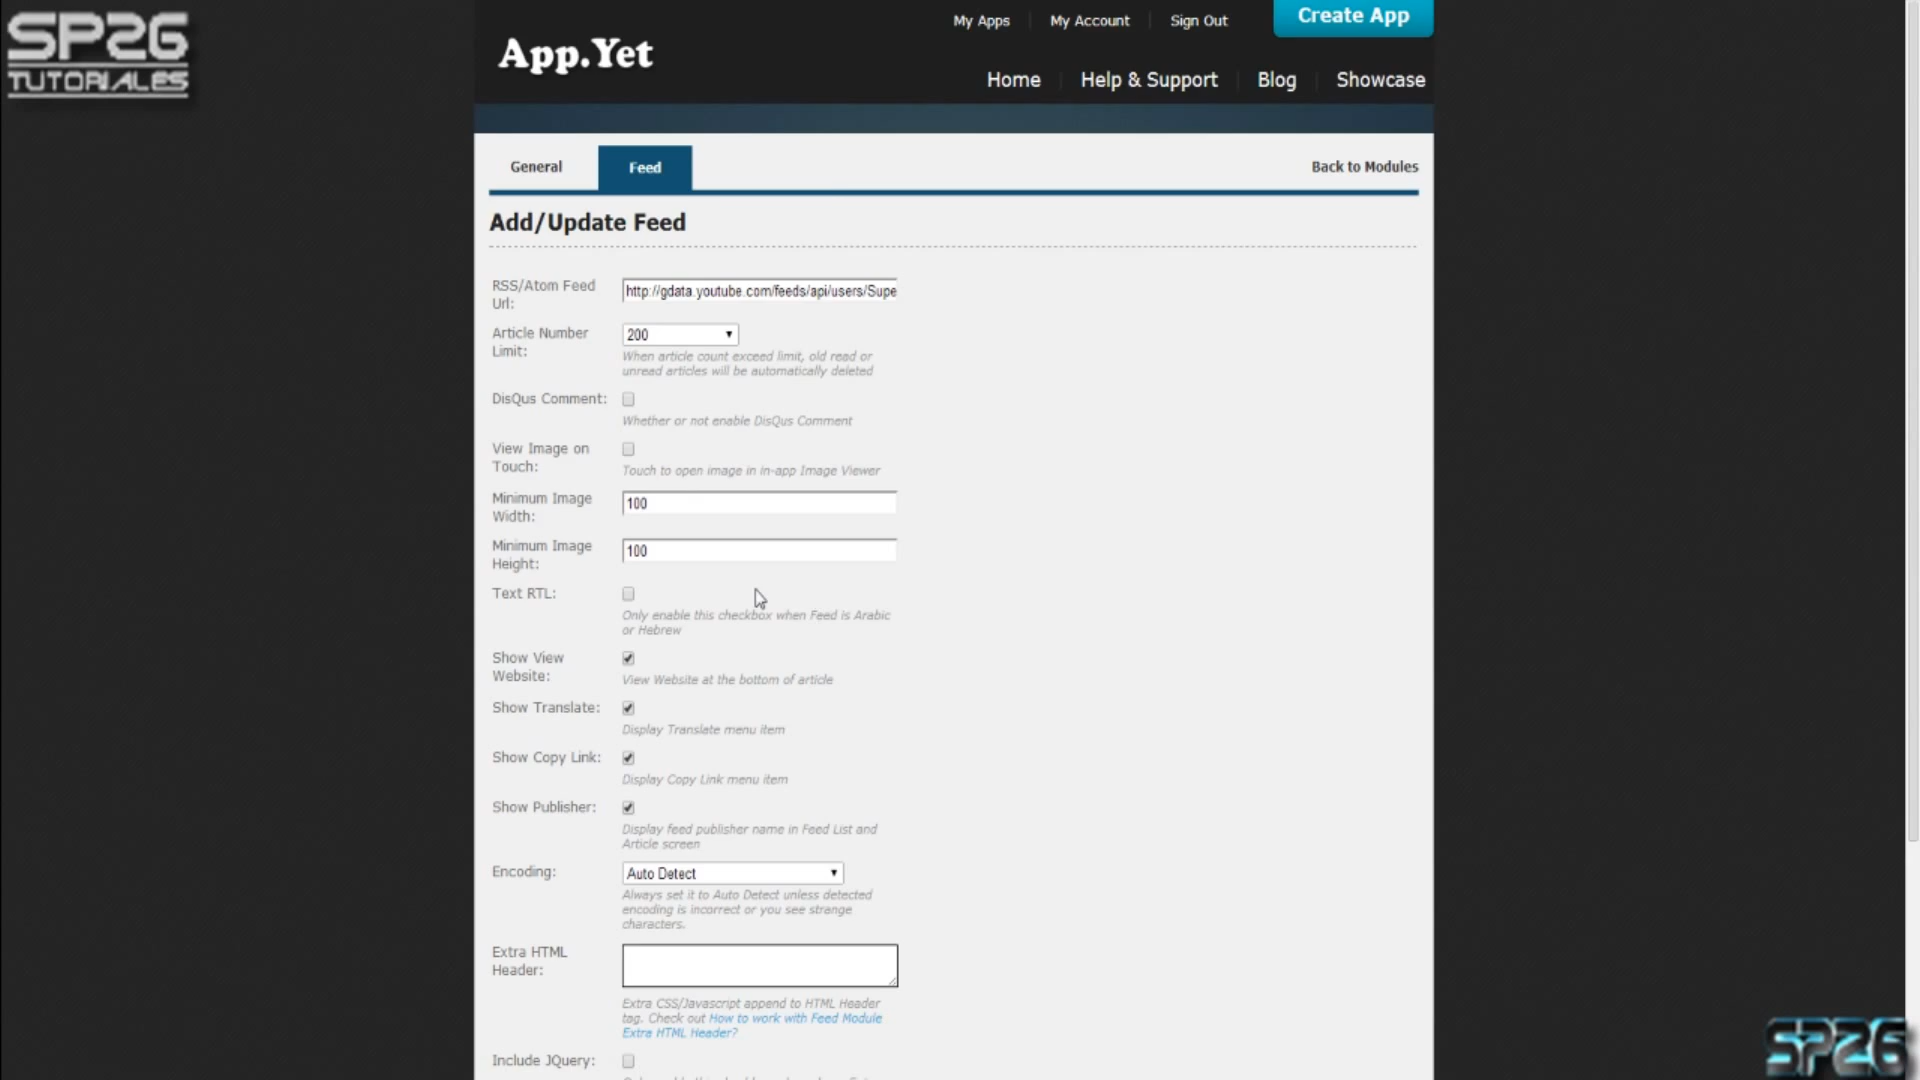 SP26
TUTORIALES
App.Yet
My Apps
My Account
Sign Out
Create App
Home
Help & Support
Blog
Showcase
General
Feed
Back to Modules
Add/Update Feed
RSS/Atom Feed
Url:
http://gdata.youtube.com/feeds/api/users/Supe
Article Number
Limit:
200
When article count exceed limit, old read or
unread articles will be automatically deleted
DisQus Comment:
Whether or not enable DisQus Comment
View Image on
Touch:
Touch to open image in in-app Image Viewer
Minimum Image
Width:
100
Minimum Image
Height:
100
Text RTL:
Only enable this checkbox when Feed is Arabic
or Hebrew
Show View
Website:
View Website at the bottom of article
Show Translate:
Display Translate menu item
Show Copy Link:
Display Copy Link menu item
Show Publisher:
Display feed publisher name in Feed List and
Article screen
Encoding:
Auto Detect
Always set it to Auto Detect unless detected
encoding is incorrect or you see strange
characters.
Extra HTML
Header:
Extra CSS/Javascript append to HTML Header
tag. Check out How to work with Feed Module
Extra HTML Header?
Include JQuery:
SP26